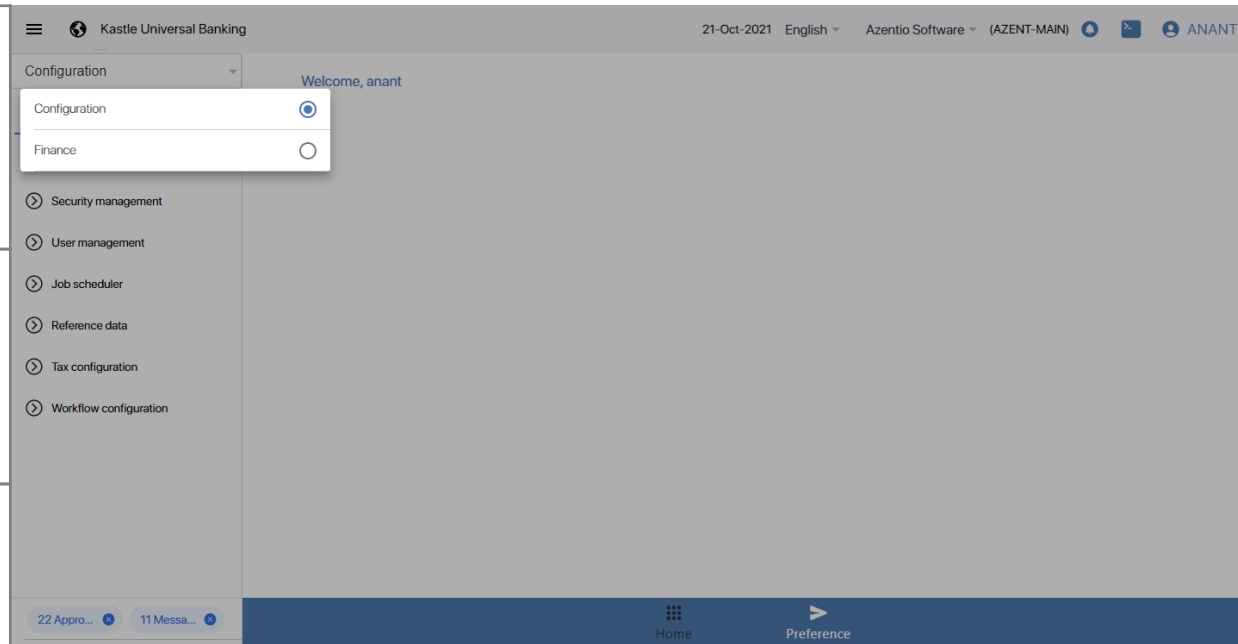 Kastle Universal Banking
21-Oct-2021 English Azentio Software (AZENT-MAIN) ANANT
Configuration
Welcome, anant
Configuration
Finance
Security management
User management
Job scheduler
Reference data
Tax configuration
Workflow configuration
22 Appro... 11 Messa...
Home Preference